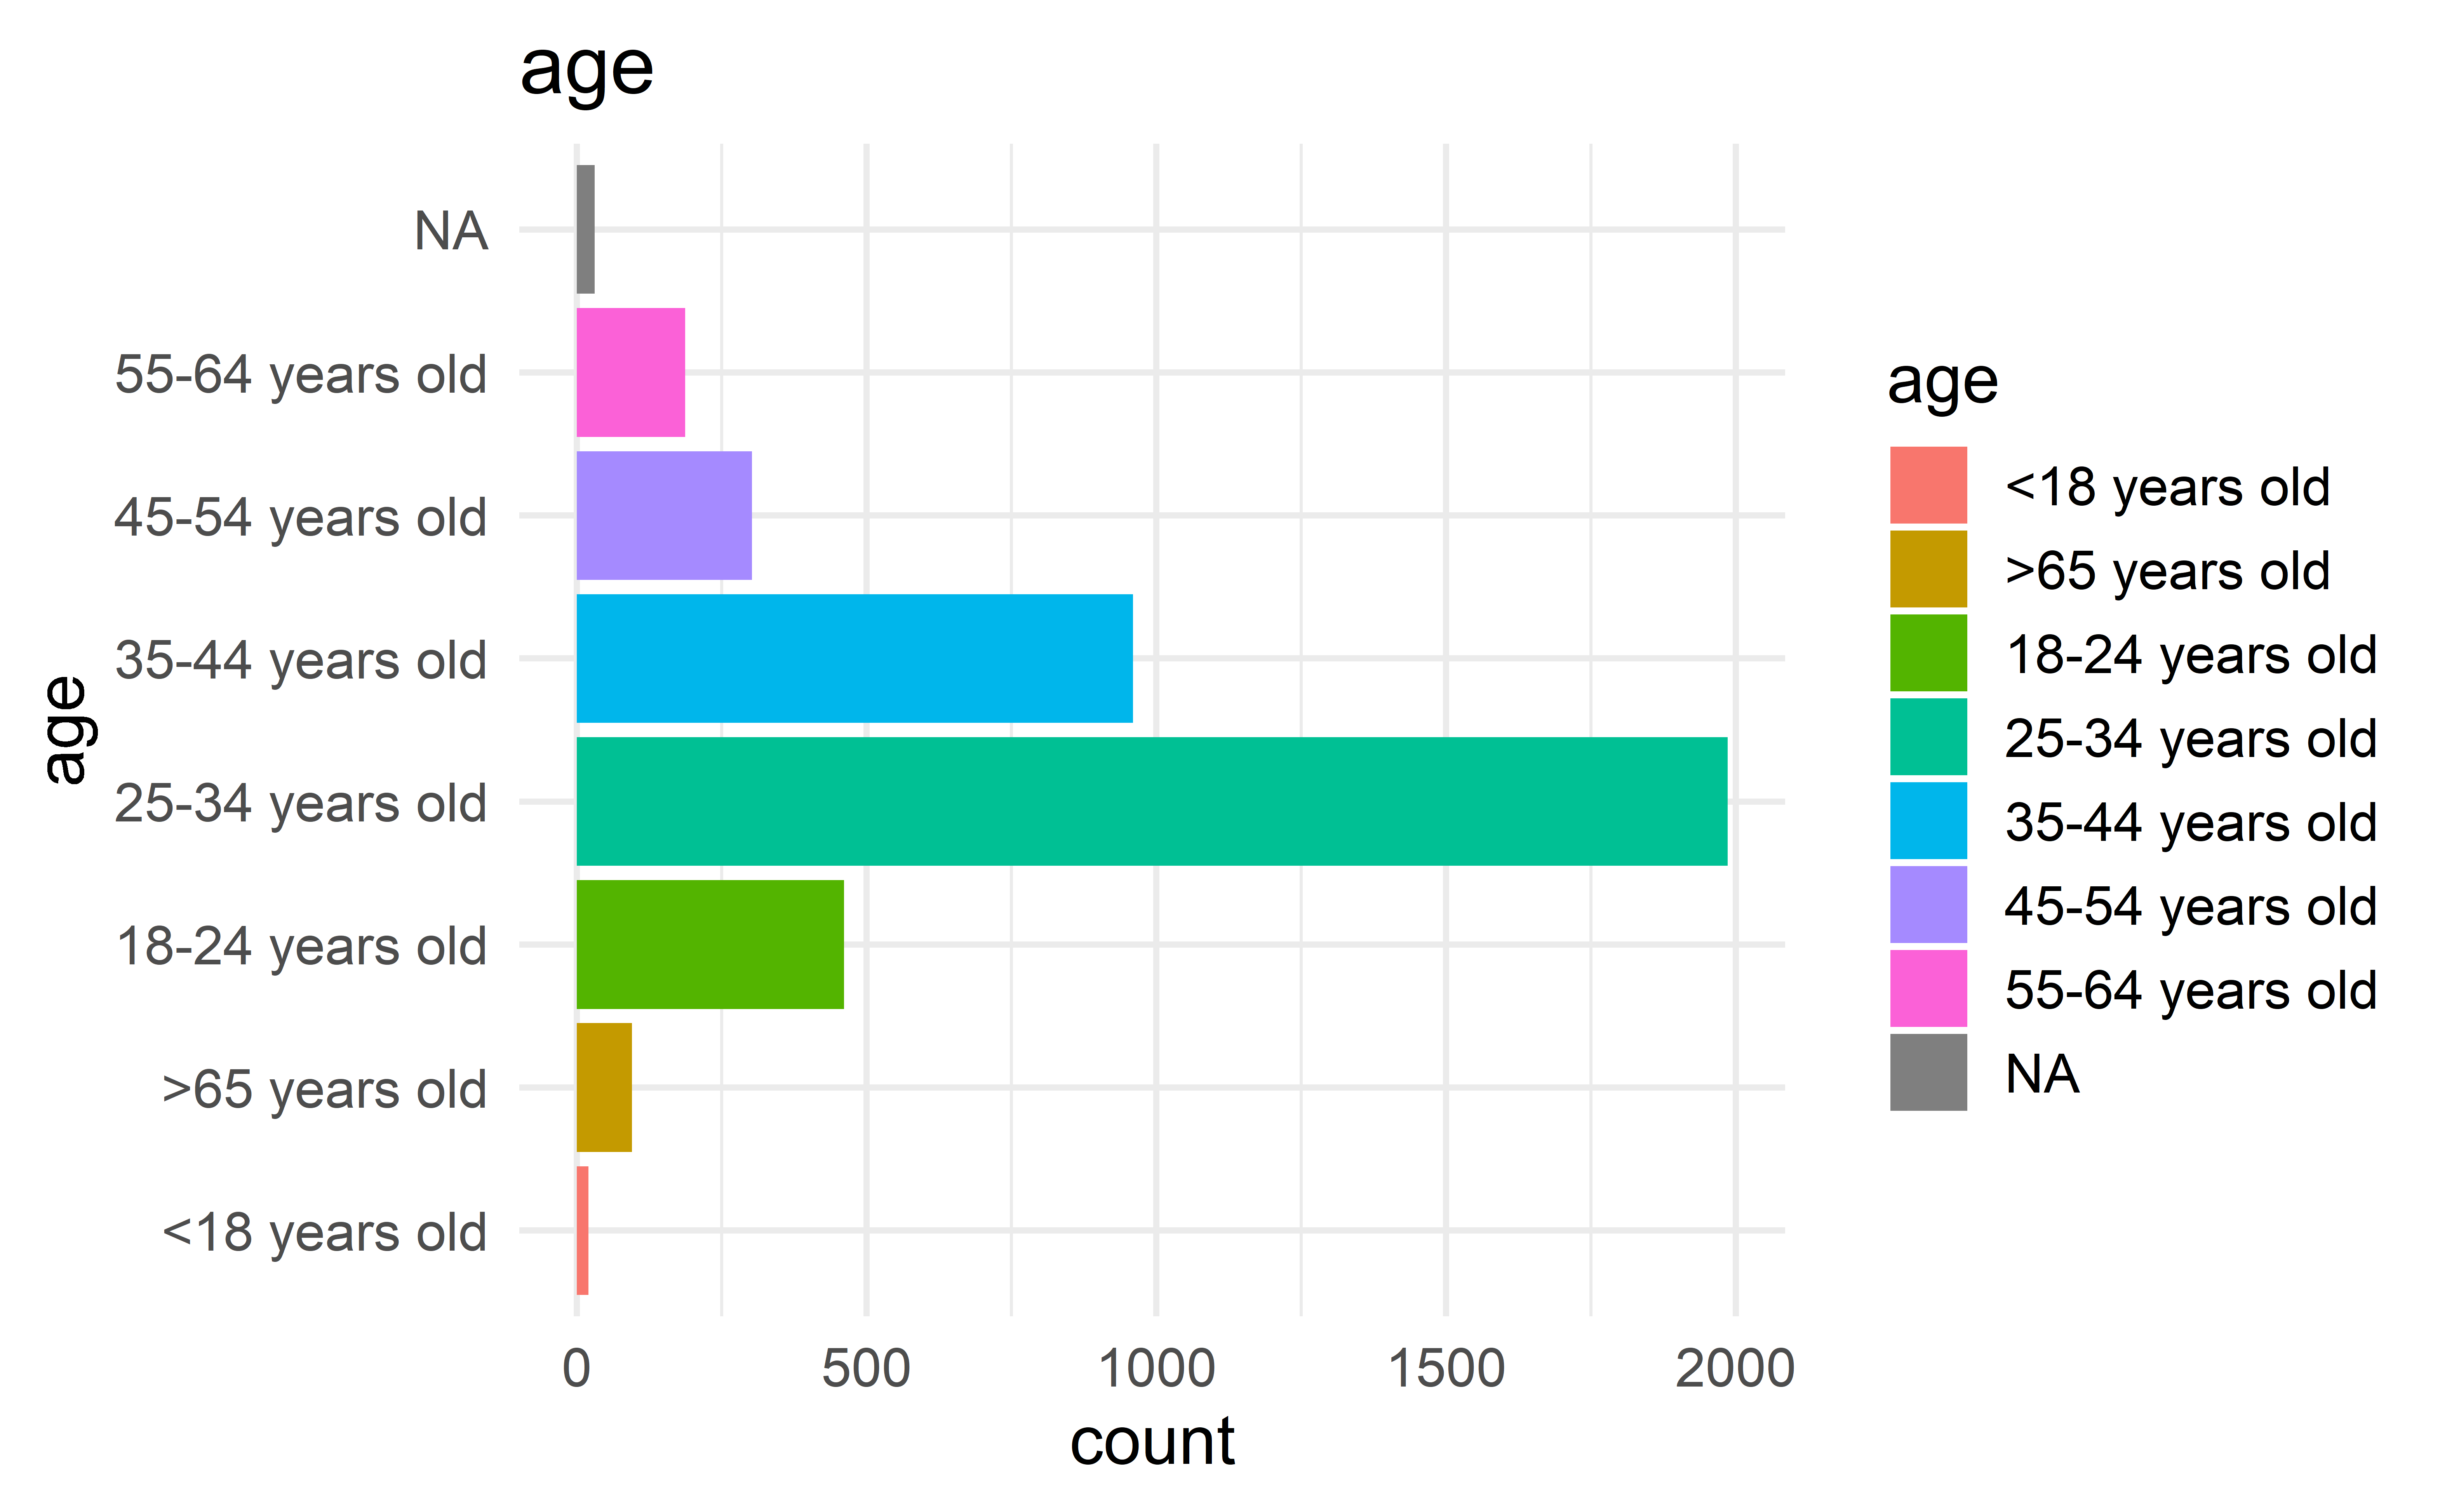 age
NA
55-64 years old
45-54 years old
35-44 years old
25-34 years old
18-24 years old
>65 years old
<18 years old
age
0 500 1000 1500 2000
count
age
<18 years old
>65 years old
18-24 years old
25-34 years old
35-44 years old
45-54 years old
55-64 years old
NA